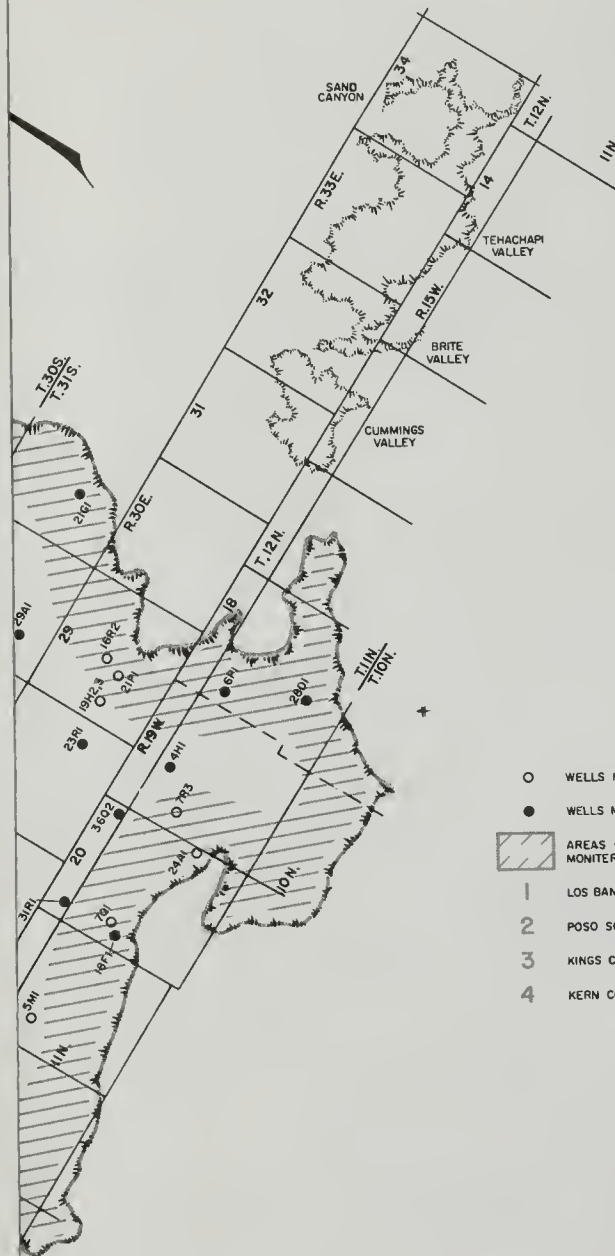 34
SAND
CANYON
T.12N.
11N.
R.33E.
14
TEHACHAPI
VALLEY
32
R.15W.
T.30S.
T.31S.
BRITE
VALLEY
31
CUMMINGS
VALLEY
21G1
R.30E.
T.12N.
18
29A1
29
16R2
21P1
19H2,3
6P1
28D1
T.11N
T.10N.
R.19W.
23R1
4H1
7R3
36Q2
24A1
20
10N.
31R1
7Q1
18F1
5M1
11N.
WELLS
WELLS
AREAS
MONITER
1 LOS BAN
2 POSO
3 KINGS C
4 KERN